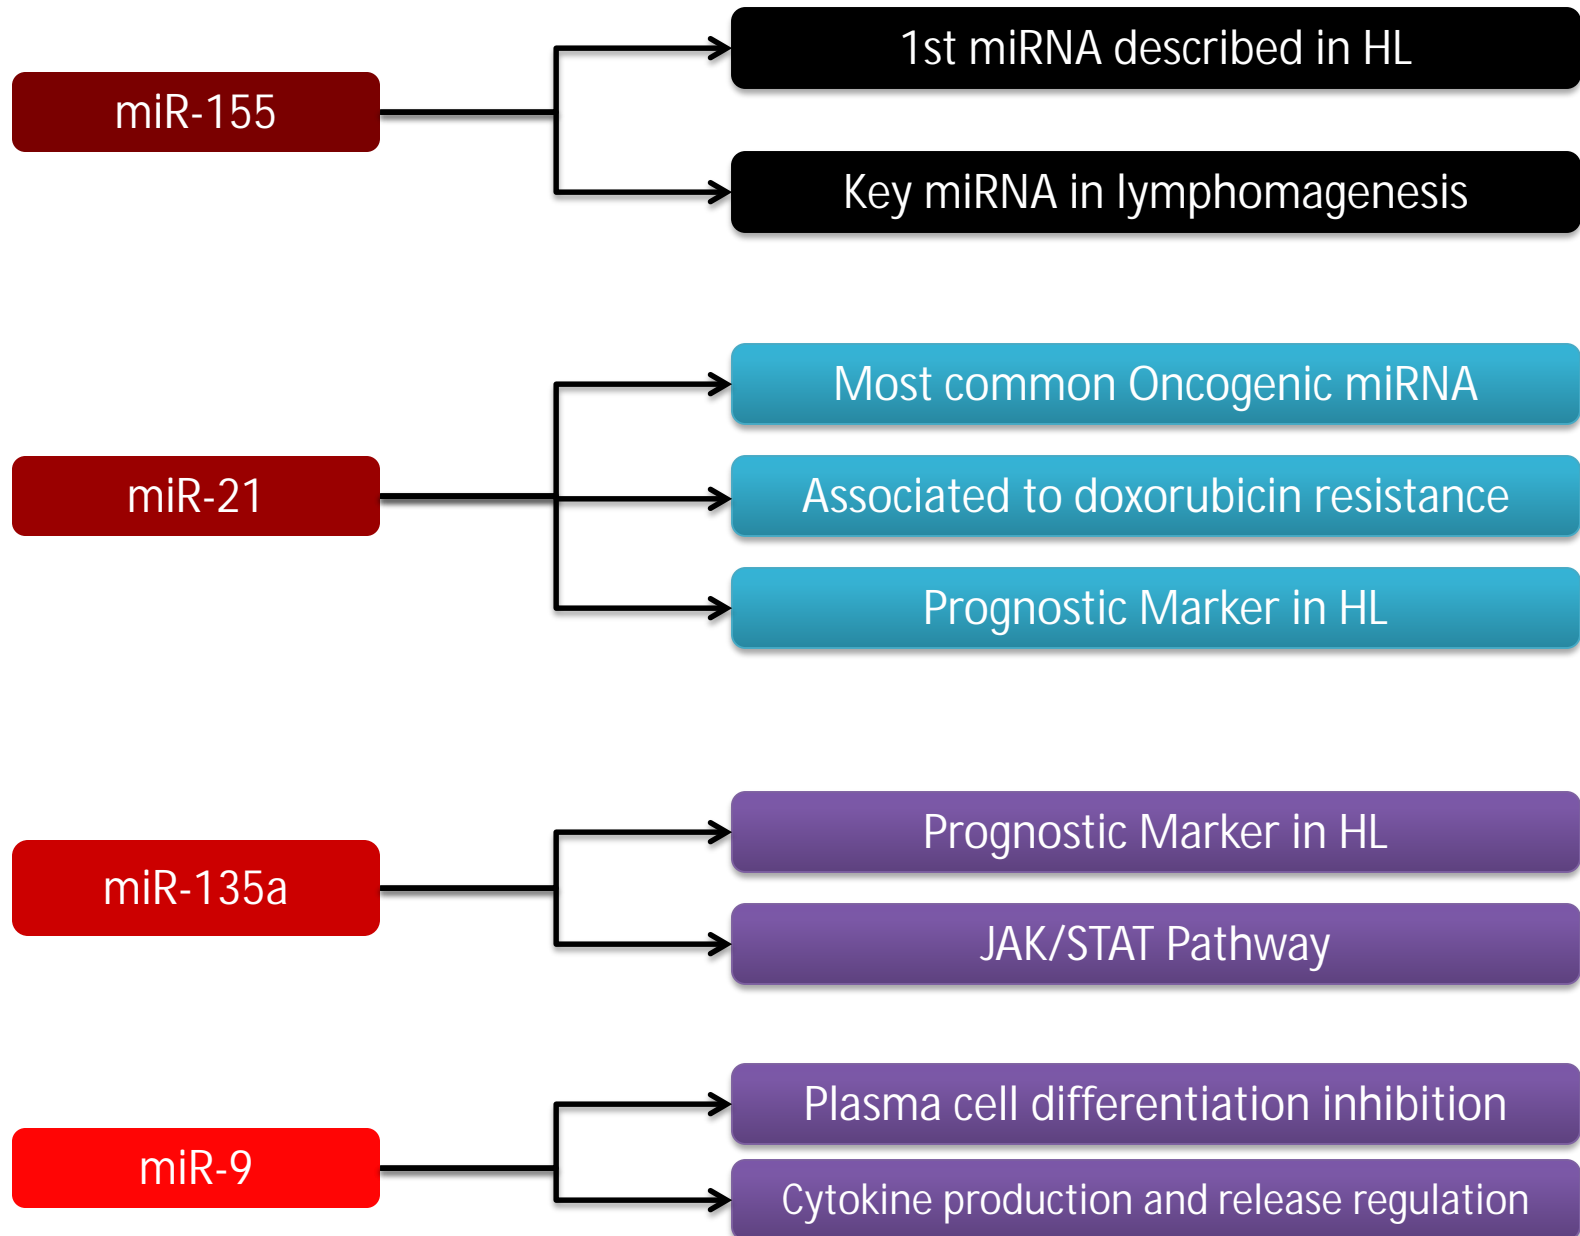 1st miRNA described in HL
miR-155
Key miRNA in lymphomagenesis
Most common Oncogenic miRNA
miR-21
Associated to doxorubicin resistance
Prognostic Marker in HL
Prognostic Marker in HL
miR-135a
JAK/STAT Pathway
Plasma cell differentiation inhibition
miR-9
Cytokine production and release regulation